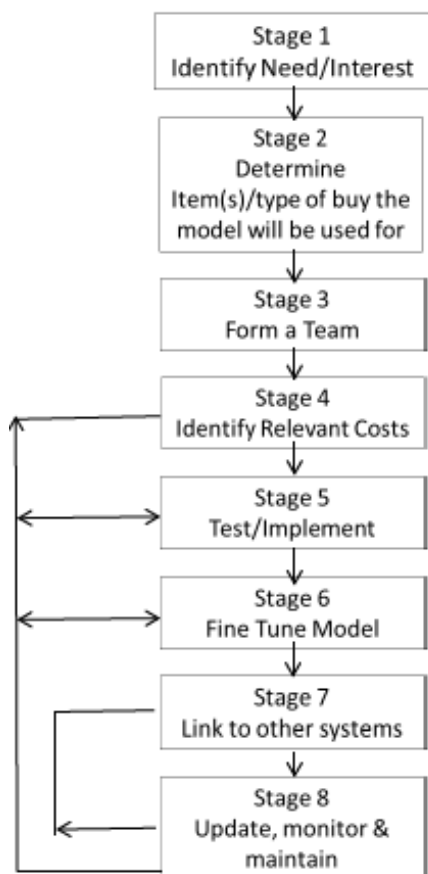 Stage 1
Identify Need/Interest
Stage 2
Determine
Item(s)/type of buy the
model will be used for
Stage 3
Form a Team
Stage 4
Identify Relevant Costs
Stage 5
Test/Implement
Stage 6
Fine Tune Model
Stage 7
Link to other systems
Stage 8
Update, monitor &
maintain